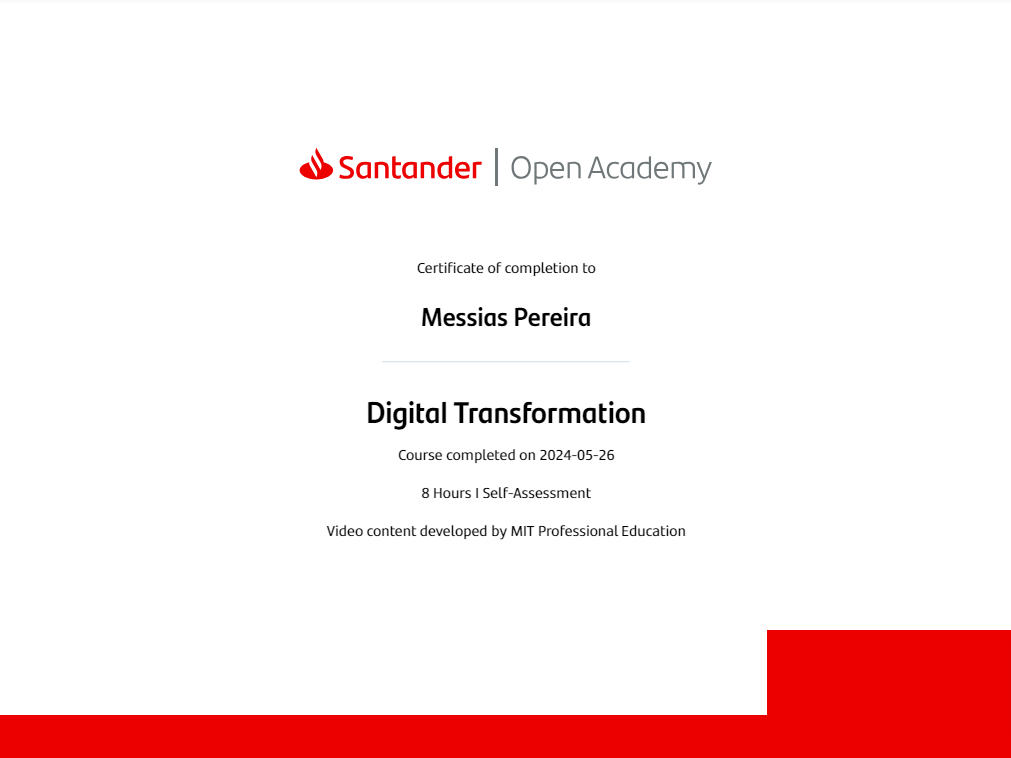 Santander | Open Academy
Certificate of completion to
Messias Pereira
Digital Transformation
Course completed on 2024-05-26
8 Hours I Self-Assessment
Video content developed by MIT Professional Education